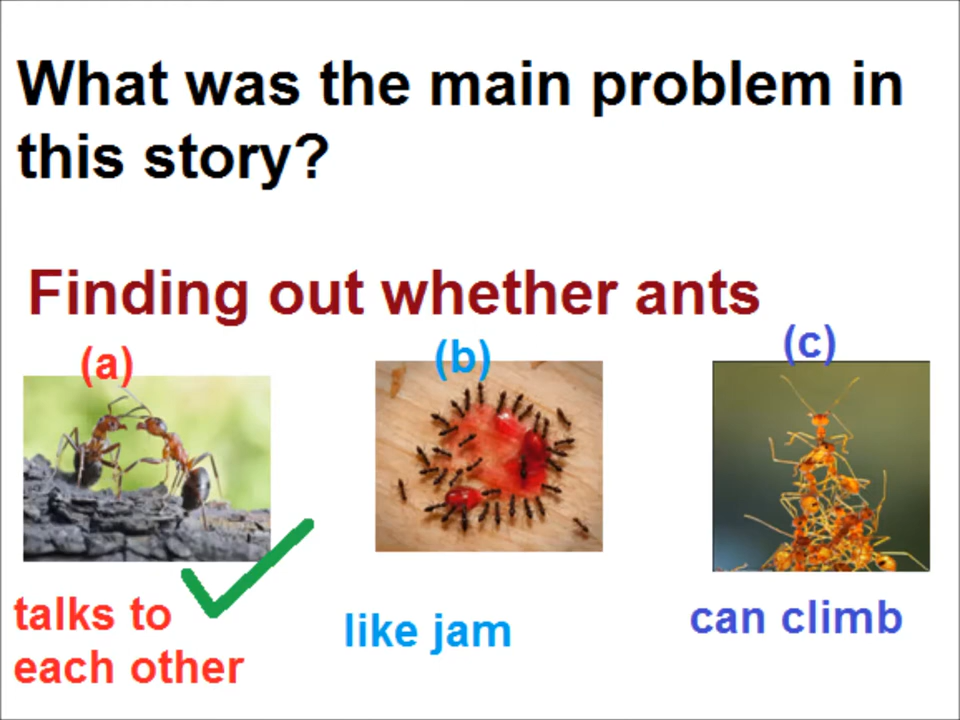 What was the main problem in
this story?
Finding out whether ants
(a)
(b)
(c)
talks to
each other
like jam
can climb